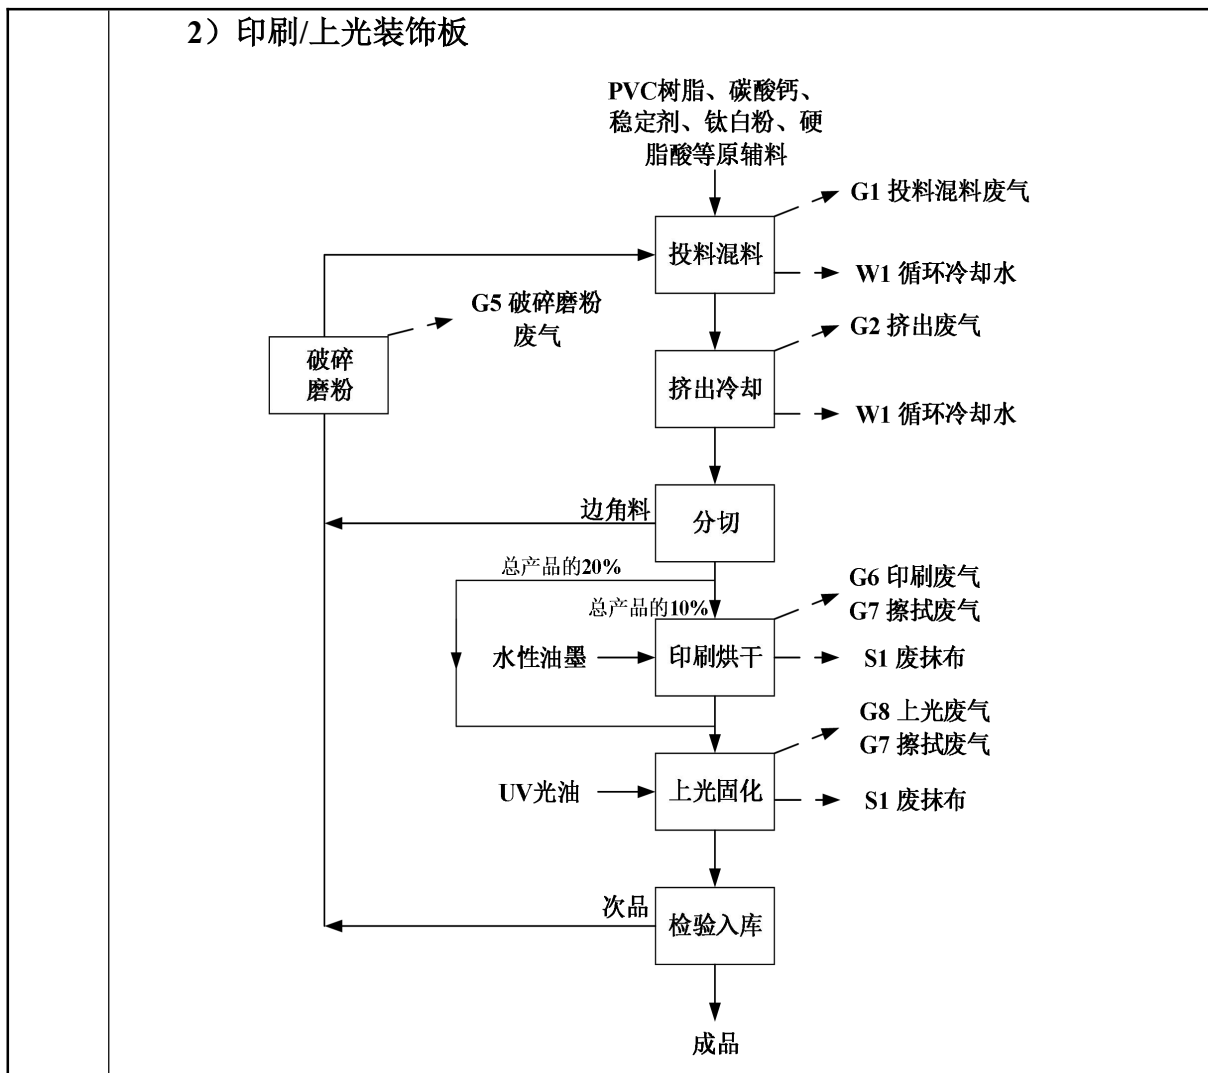 2）印刷/上光装饰板
PVC树脂、碳酸钙、
稳定剂、钛白粉、硬
脂酸等原辅料
G1 投料混料废气
投料混料
W1 循环冷却水
G5 破碎磨粉
废气
G2 挤出废气
破碎
磨粉
挤出冷却
W1 循环冷却水
边角料
分切
总产品的20%
总产品的10%
G6 印刷废气
G7 擦拭废气
水性油墨
印刷烘干
S1 废抹布
G8 上光废气
G7 擦拭废气
UV光油
上光固化
S1 废抹布
次品
检验入库
成品